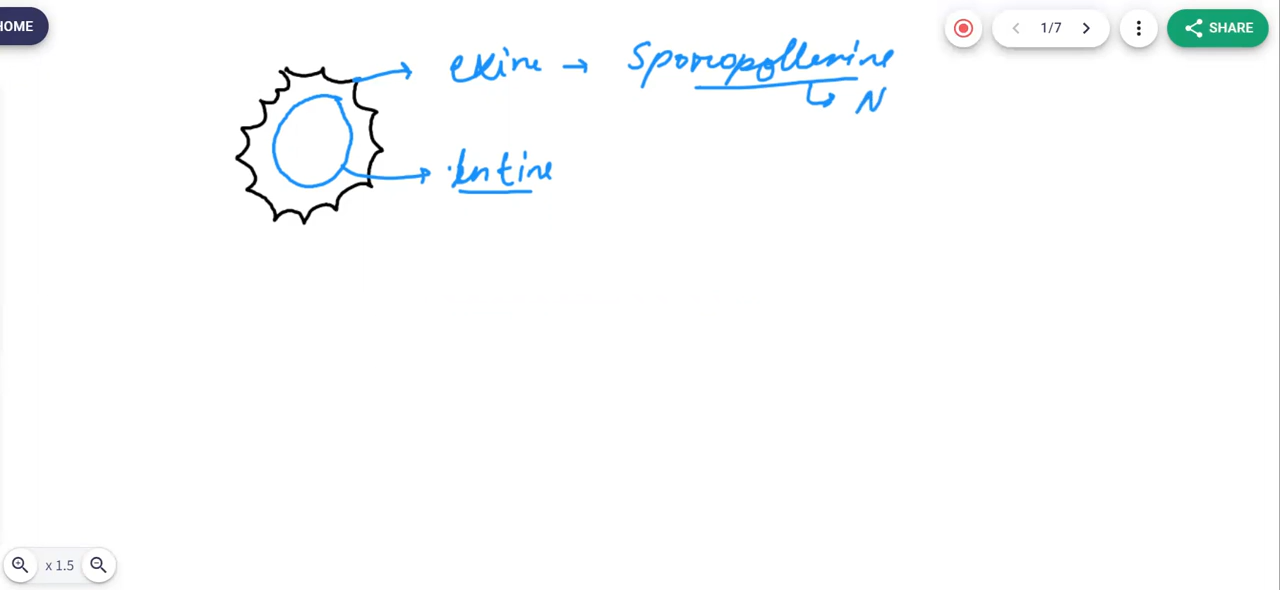 HOME
1/7
SHARE
exine → Sporopollenine
↳ N
intine
x 1.5